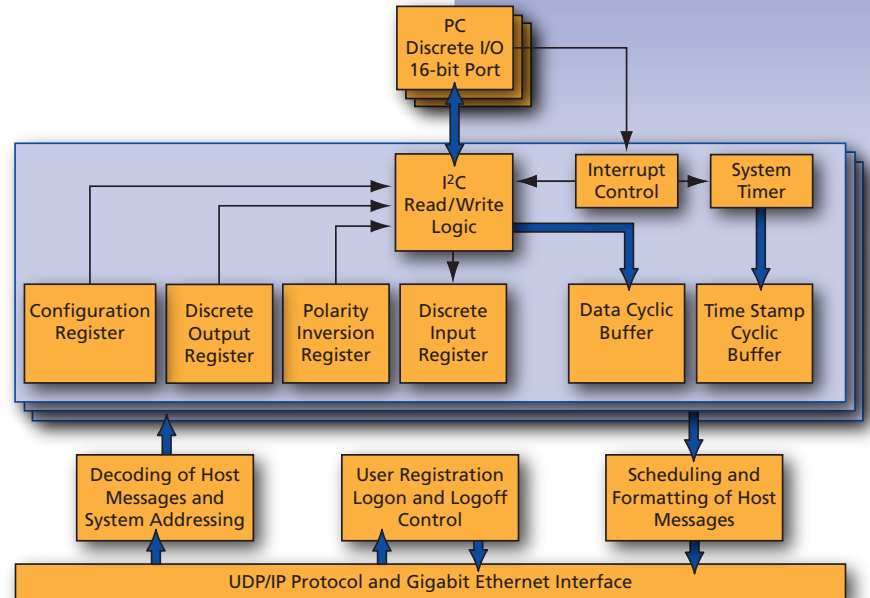 PC
Discrete I/O
16-bit Port
I²C
Read/Write
Logic
Interrupt
Control
System
Timer
Configuration
Register
Discrete
Output
Register
Polarity
Inversion
Register
Discrete
Input
Register
Data Cyclic
Buffer
Time Stamp
Cyclic
Buffer
Decoding of Host
Messages and
System Addressing
User Registration
Logon and Logoff
Control
Scheduling and
Formatting of Host
Messages
UDP/IP Protocol and Gigabit Ethernet Interface